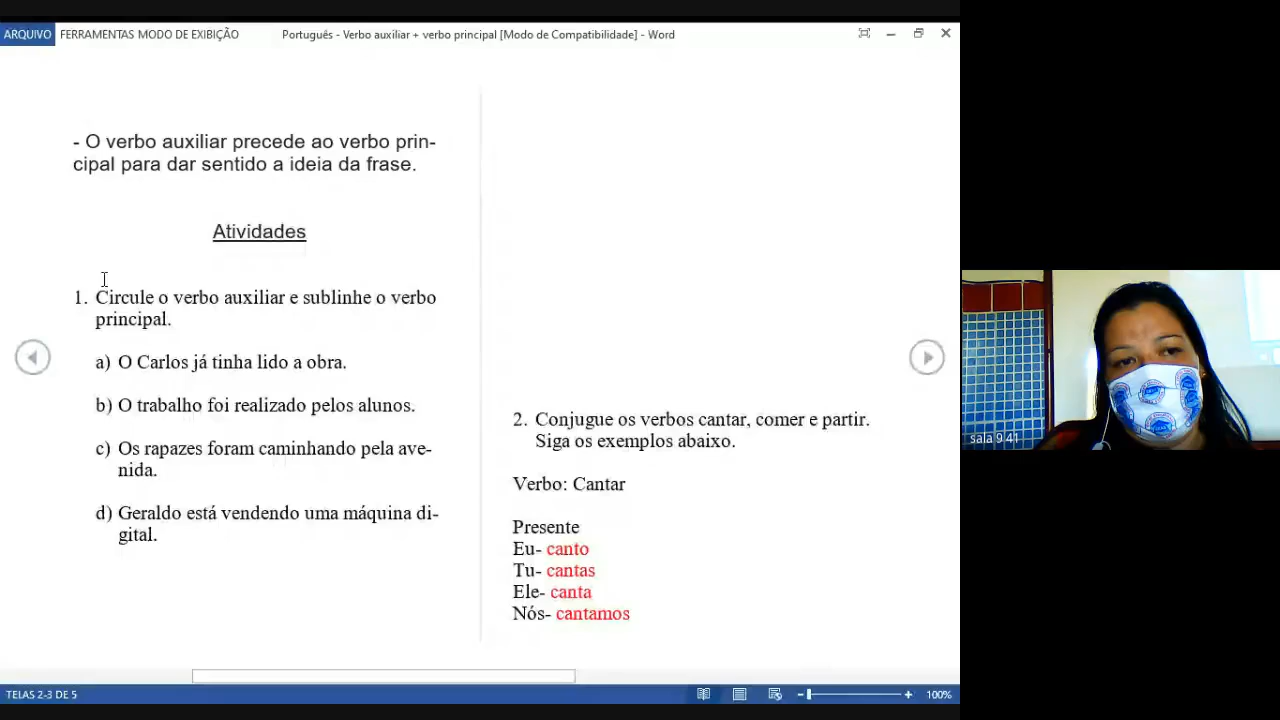 ARQUIVO FERRAMENTAS MODO DE EXIBIÇÃO Português - Verbo auxiliar + verbo principal [Modo de Compatibilidade] - Word
- O verbo auxiliar precede ao verbo prin-
cipal para dar sentido a ideia da frase.
Atividades
1. Circule o verbo auxiliar e sublinhe o verbo
principal.
a) O Carlos já tinha lido a obra.
b) O trabalho foi realizado pelos alunos.
c) Os rapazes foram caminhando pela ave-
nida.
d) Geraldo está vendendo uma máquina di-
gital.
2. Conjugue os verbos cantar, comer e partir.
Siga os exemplos abaixo.
Verbo: Cantar
Presente
Eu- canto
Tu- cantas
Ele- canta
Nós- cantamos
sala 9 41
TELAS 2-3 DE 5
100%